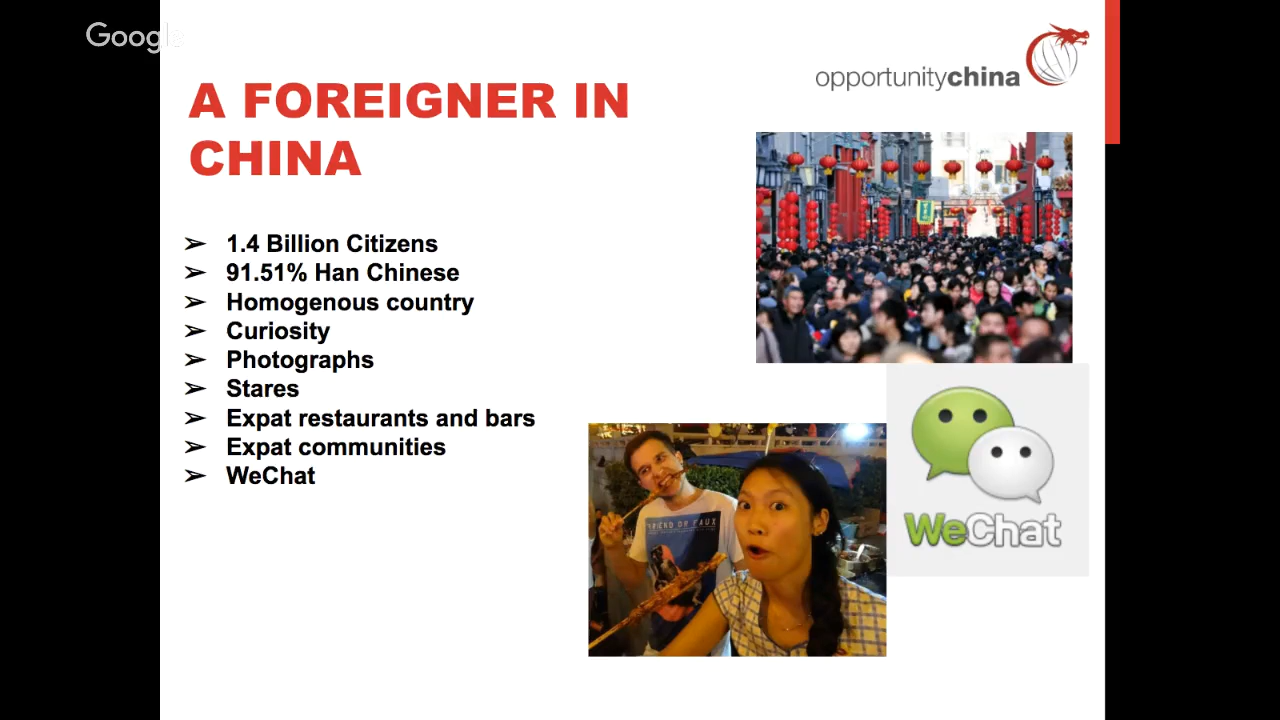 Google
opportunitychina
A FOREIGNER IN
CHINA
➢ 1.4 Billion Citizens
➢ 91.51% Han Chinese
➢ Homogenous country
➢ Curiosity
➢ Photographs
➢ Stares
➢ Expat restaurants and bars
➢ Expat communities
➢ WeChat
WeChat